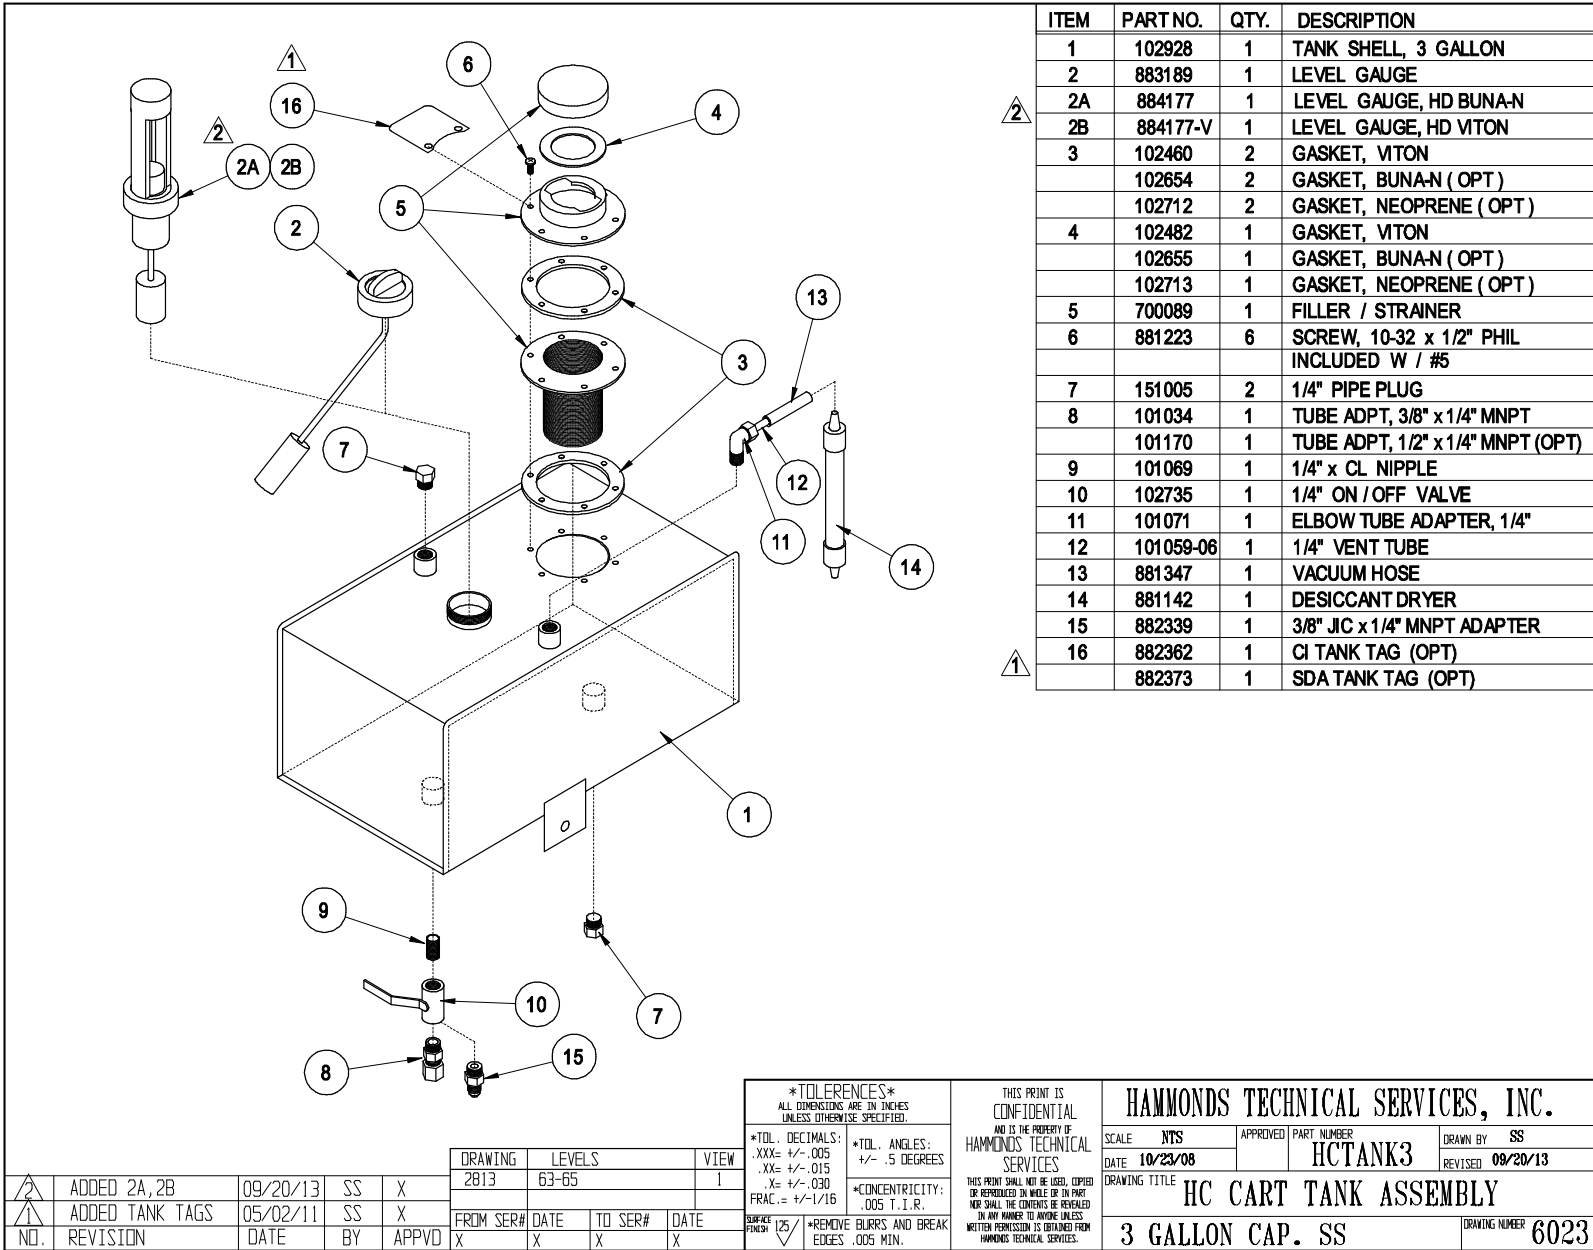 ITEM PART NO. QTY. DESCRIPTION
1 102928 1 TANK SHELL, 3 GALLON
2 883189 1 LEVEL GAUGE
2A 884177 1 LEVEL GAUGE, HD BUNA-N
2
2B 884177-V 1 LEVEL GAUGE, HD VITON
3 102460 2 GASKET, VITON
102654 2 GASKET, BUNA-N ( OPT )
102712 2 GASKET, NEOPRENE ( OPT )
4 102482 1 GASKET, VITON
102655 1 GASKET, BUNA-N ( OPT )
102713 1 GASKET, NEOPRENE ( OPT )
5 700089 1 FILLER / STRAINER
6 881223 6 SCREW, 10-32 x 1/2" PHIL
INCLUDED W / #5
7 151005 2 1/4" PIPE PLUG
8 101034 1 TUBE ADPT, 3/8" x 1/4" MNPT
101170 1 TUBE ADPT, 1/2" x 1/4" MNPT (OPT)
9 101069 1 1/4" x CL NIPPLE
10 102735 1 1/4" ON / OFF VALVE
11 101071 1 ELBOW TUBE ADAPTER, 1/4"
12 101059-06 1 1/4" VENT TUBE
13 881347 1 VACUUM HOSE
14 881142 1 DESICCANT DRYER
15 882339 1 3/8" JIC x 1/4" MNPT ADAPTER
16 882362 1 CI TANK TAG (OPT)
1
882373 1 SDA TANK TAG (OPT)
1
6
16
4
2
2A 2B
5
2
13
3
7
12
11
14
1
9
10
7
8
15
2 ADDED 2A,2B 09/20/13 SS X
1 ADDED TANK TAGS 05/02/11 SS X
NO. REVISION DATE BY APPVD
DRAWING LEVELS VIEW
2813 63-65 1
FROM SER# DATE TO SER# DATE
X X X X
*TOLERENCES*
ALL DIMENSIONS ARE IN INCHES
UNLESS OTHERWISE SPECIFIED.
*TOL. DECIMALS:
.XXX= +/-.005
.XX= +/-.015
.X= +/-.030
FRAC.= +/-1/16
*TOL. ANGLES:
+/- .5 DEGREES
*CONCENTRICITY:
.005 T.I.R.
SURFACE
FINISH 125
*REMOVE BURRS AND BREAK
EDGES .005 MIN.
THIS PRINT IS
CONFIDENTIAL
AND IS THE PROPERTY OF
HAMMONDS TECHNICAL
SERVICES
THIS PRINT SHALL NOT BE USED, COPIED
OR REPRODUCED IN WHOLE OR IN PART
NOR SHALL THE CONTENTS BE REVEALED
IN ANY MANNER TO ANYONE UNLESS
WRITTEN PERMISSION IS OBTAINED FROM
HAMMONDS TECHNICAL SERVICES.
HAMMONDS TECHNICAL SERVICES, INC.
SCALE NTS
APPROVED
PART NUMBER HCTANK3
DRAWN BY SS
DATE 10/23/08
REVISED 09/20/13
DRAWING TITLE HC CART TANK ASSEMBLY
3 GALLON CAP. SS
DRAWING NUMBER 6023